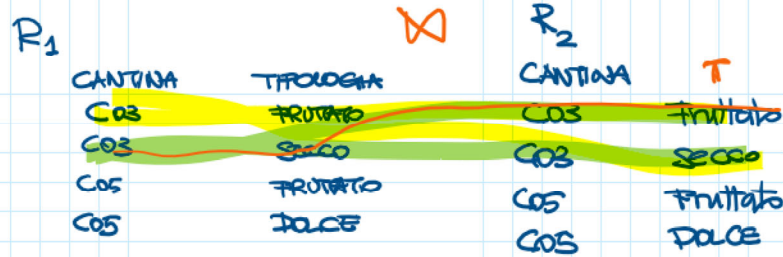 R1 ⋈ R2
CANTINA TIPOLOGIA CANTINA T
C03 FRUTTATO C03 Fruttato
C03 SECCO C03 SECCO
C05 FRUTTATO C05 Fruttato
C05 DOLCE C05 DOLCE